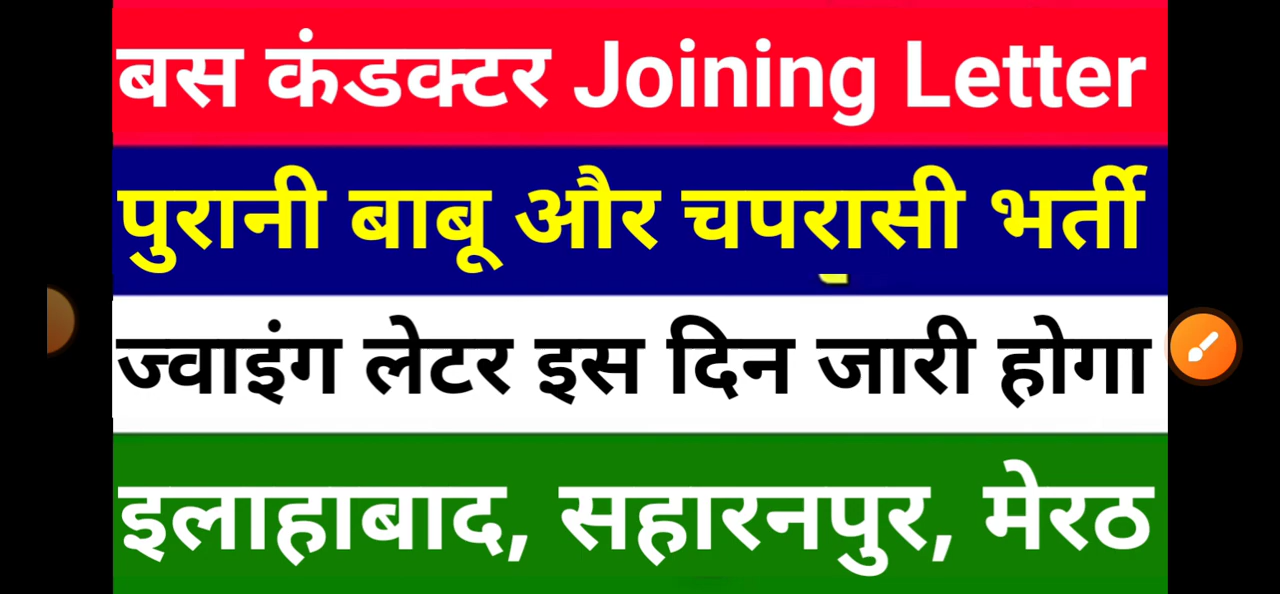 बस कंडक्टर Joining Letter
पुरानी बाबू और चपरासी भर्ती
ज्वाइंग लेटर इस दिन जारी होगा
इलाहाबाद, सहारनपुर, मेरठ